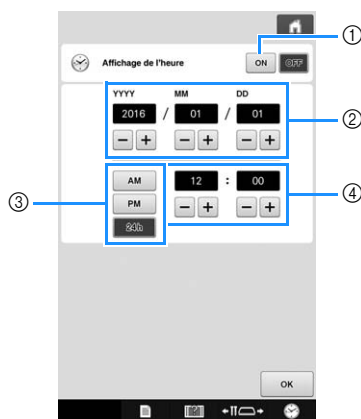 ①
Affichage de l'heure ON OFF
YYYY MM DD
2016 / 01 / 01
− + − + − +
②
③
AM 12 : 00
④
PM − + − +
24h
OK